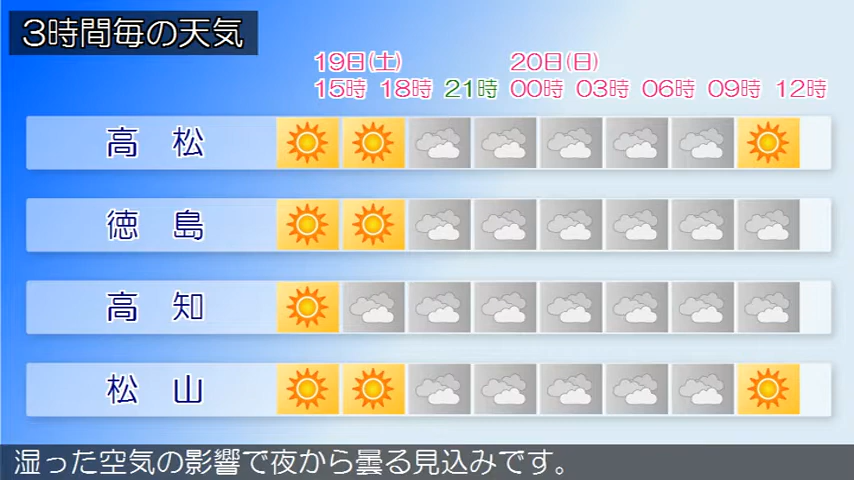 3時間毎の天気
19日(土) 20日(日)
15時 18時 21時 00時 03時 06時 09時 12時
高松
徳島
高知
松山
湿った空気の影響で夜から曇る見込みです。